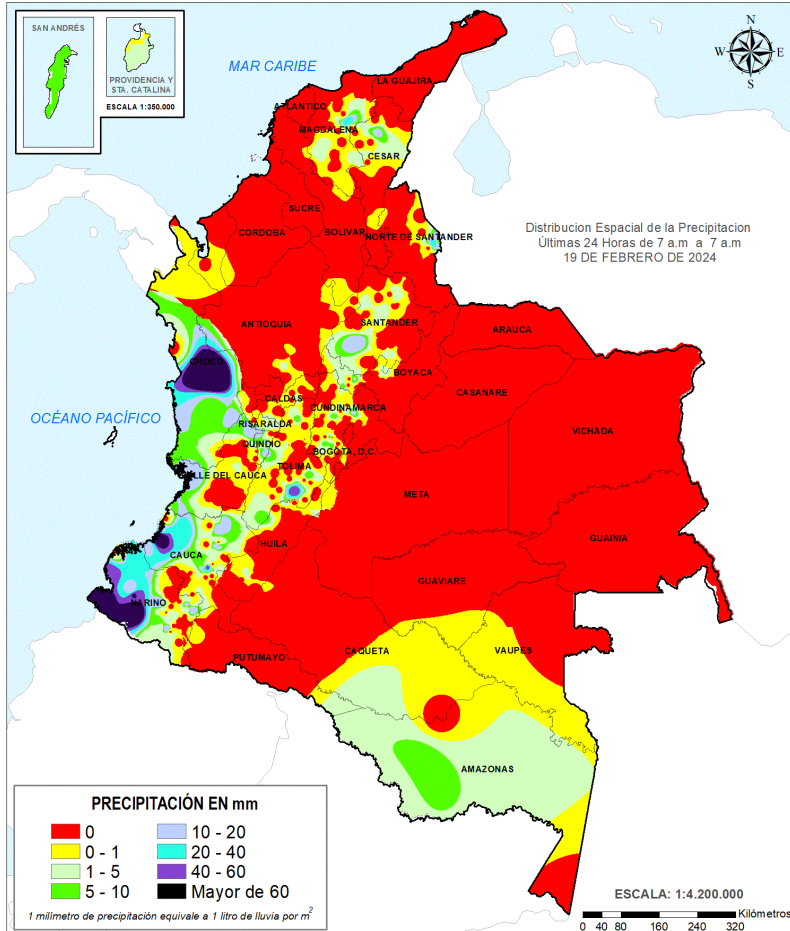 SAN ANDRÉS
PROVIDENCIA Y
STA. CATALINA
ESCALA 1:350.000
MAR CARIBE
N
W
E
S
LA GUAJIRA
ATLANTICO
MAGDALENA
CESAR
SUCRE
CORDOBA
BOLIVAR
NORTE DE SANTANDER
Distribucion Espacial de la Precipitacion
Últimas 24 Horas de 7 a.m a 7 a.m
19 DE FEBRERO DE 2024
ANTIOQUIA
SANTANDER
ARAUCA
CHOCO
BOYACA
CASANARE
CALDAS
CUNDINAMARCA
OCÉANO PACÍFICO
RISARALDA
VICHADA
QUINDIO
BOGOTA, D.C.
TOLIMA
VALLE DEL CAUCA
META
GUAINIA
HUILA
CAUCA
GUAVIARE
NARIÑO
CAQUETA
VAUPES
PUTUMAYO
AMAZONAS
PRECIPITACIÓN EN mm
0
0 - 1
1 - 5
5 - 10
10 - 20
20 - 40
40 - 60
Mayor de 60
1 milímetro de precipitación equivale a 1 litro de lluvia por m²
ESCALA: 1:4.200.000
Kilómetros
0 40 80 160 240 320